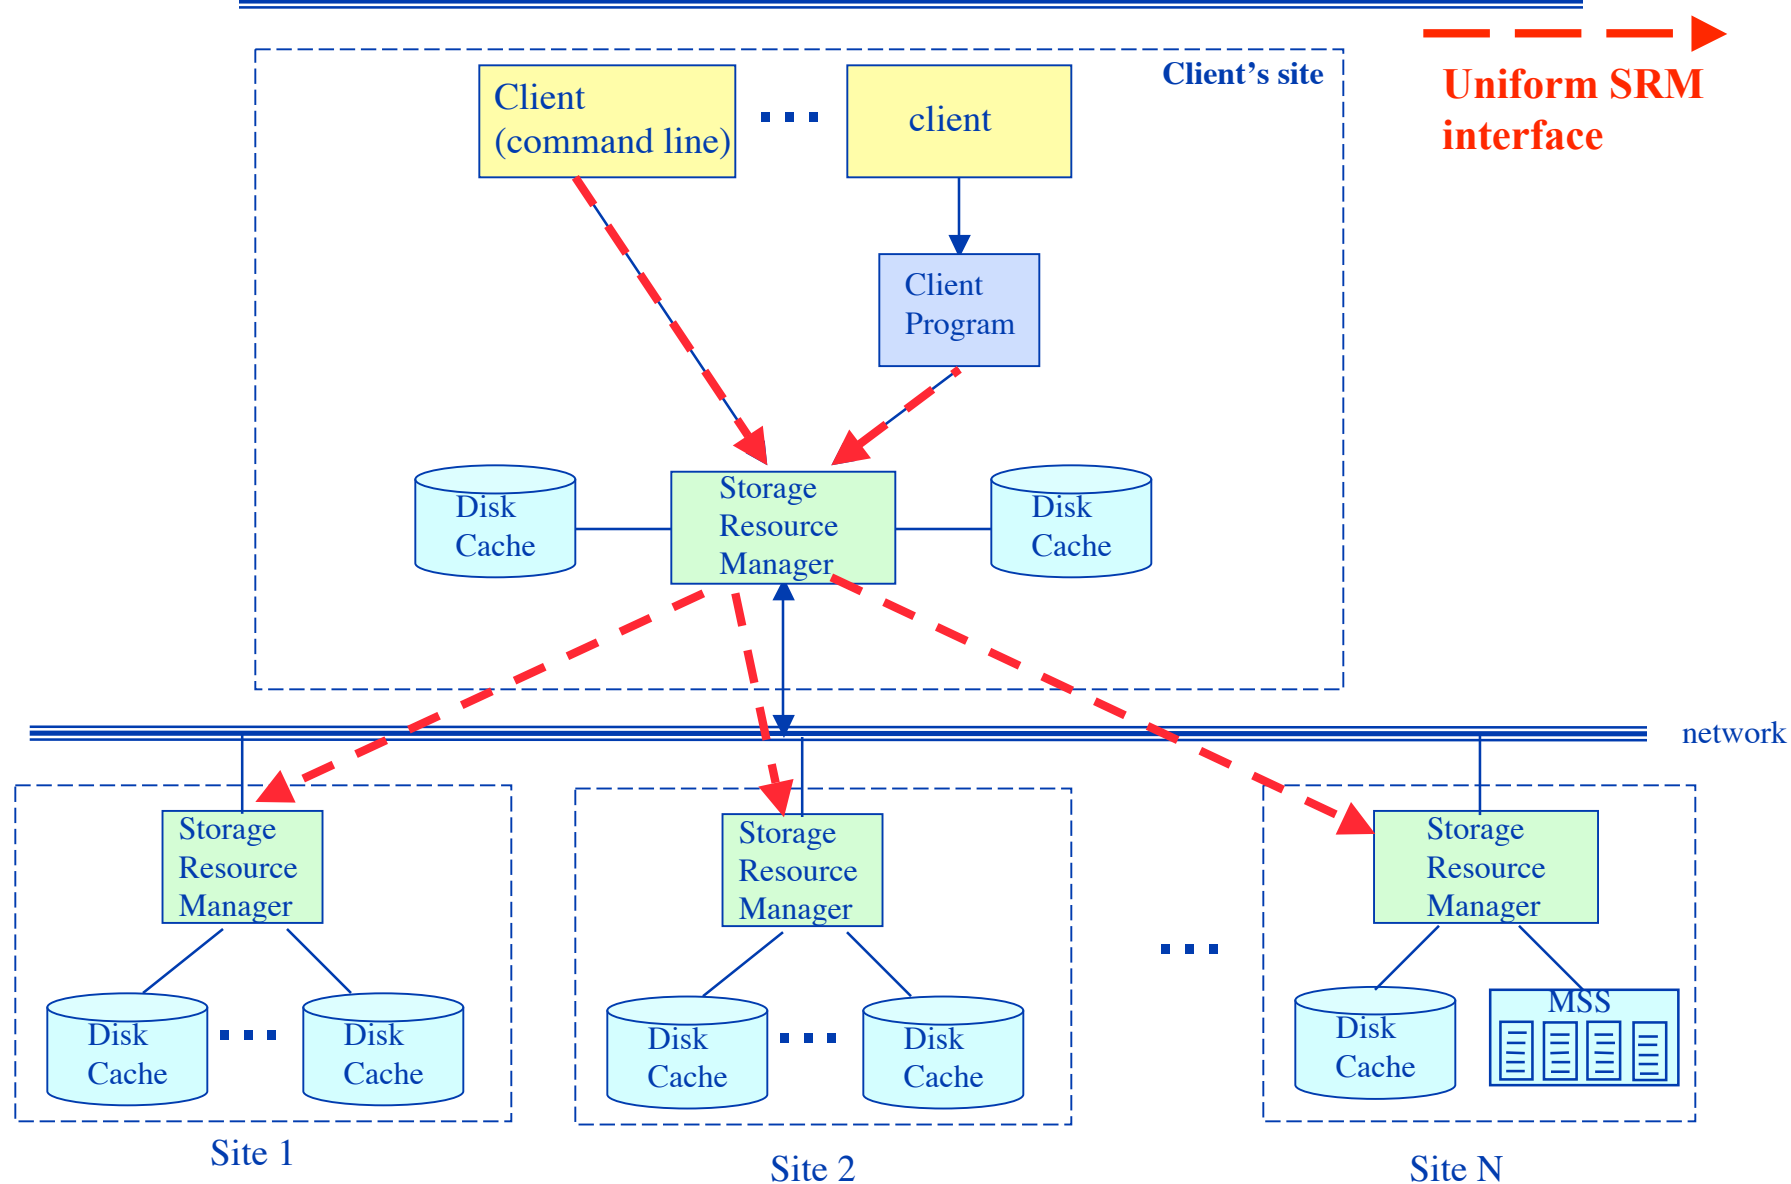 Client's site
Uniform SRM
interface
Client
(command line)
client
Client
Program
Disk
Cache
Storage
Resource
Manager
Disk
Cache
network
Storage
Resource
Manager
Disk
Cache
Disk
Cache
Site 1
Storage
Resource
Manager
Disk
Cache
Disk
Cache
Site 2
Storage
Resource
Manager
Disk
Cache
MSS
Site N